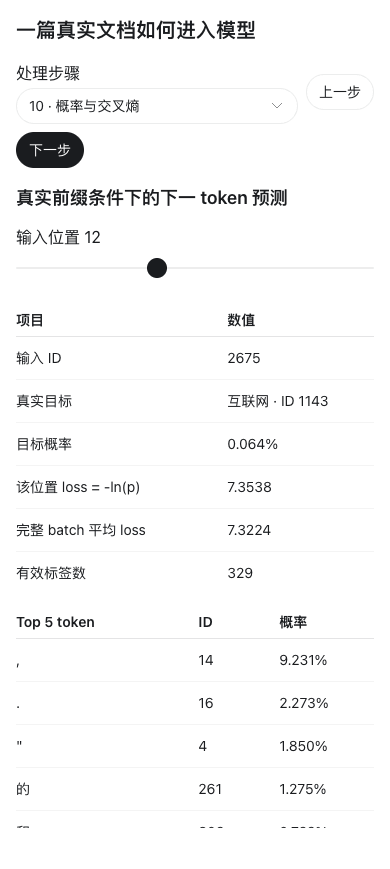 一篇真实文档如何进入模型
处理步骤
10 · 概率与交叉熵
上一步
下一步
真实前缀条件下的下一 token 预测
输入位置 12
项目 数值
输入 ID 2675
真实目标 互联网 · ID 1143
目标概率 0.064%
该位置 loss = -ln(p) 7.3538
完整 batch 平均 loss 7.3224
有效标签数 329
Top 5 token ID 概率
, 14 9.231%
. 16 2.273%
" 4 1.850%
的 261 1.275%